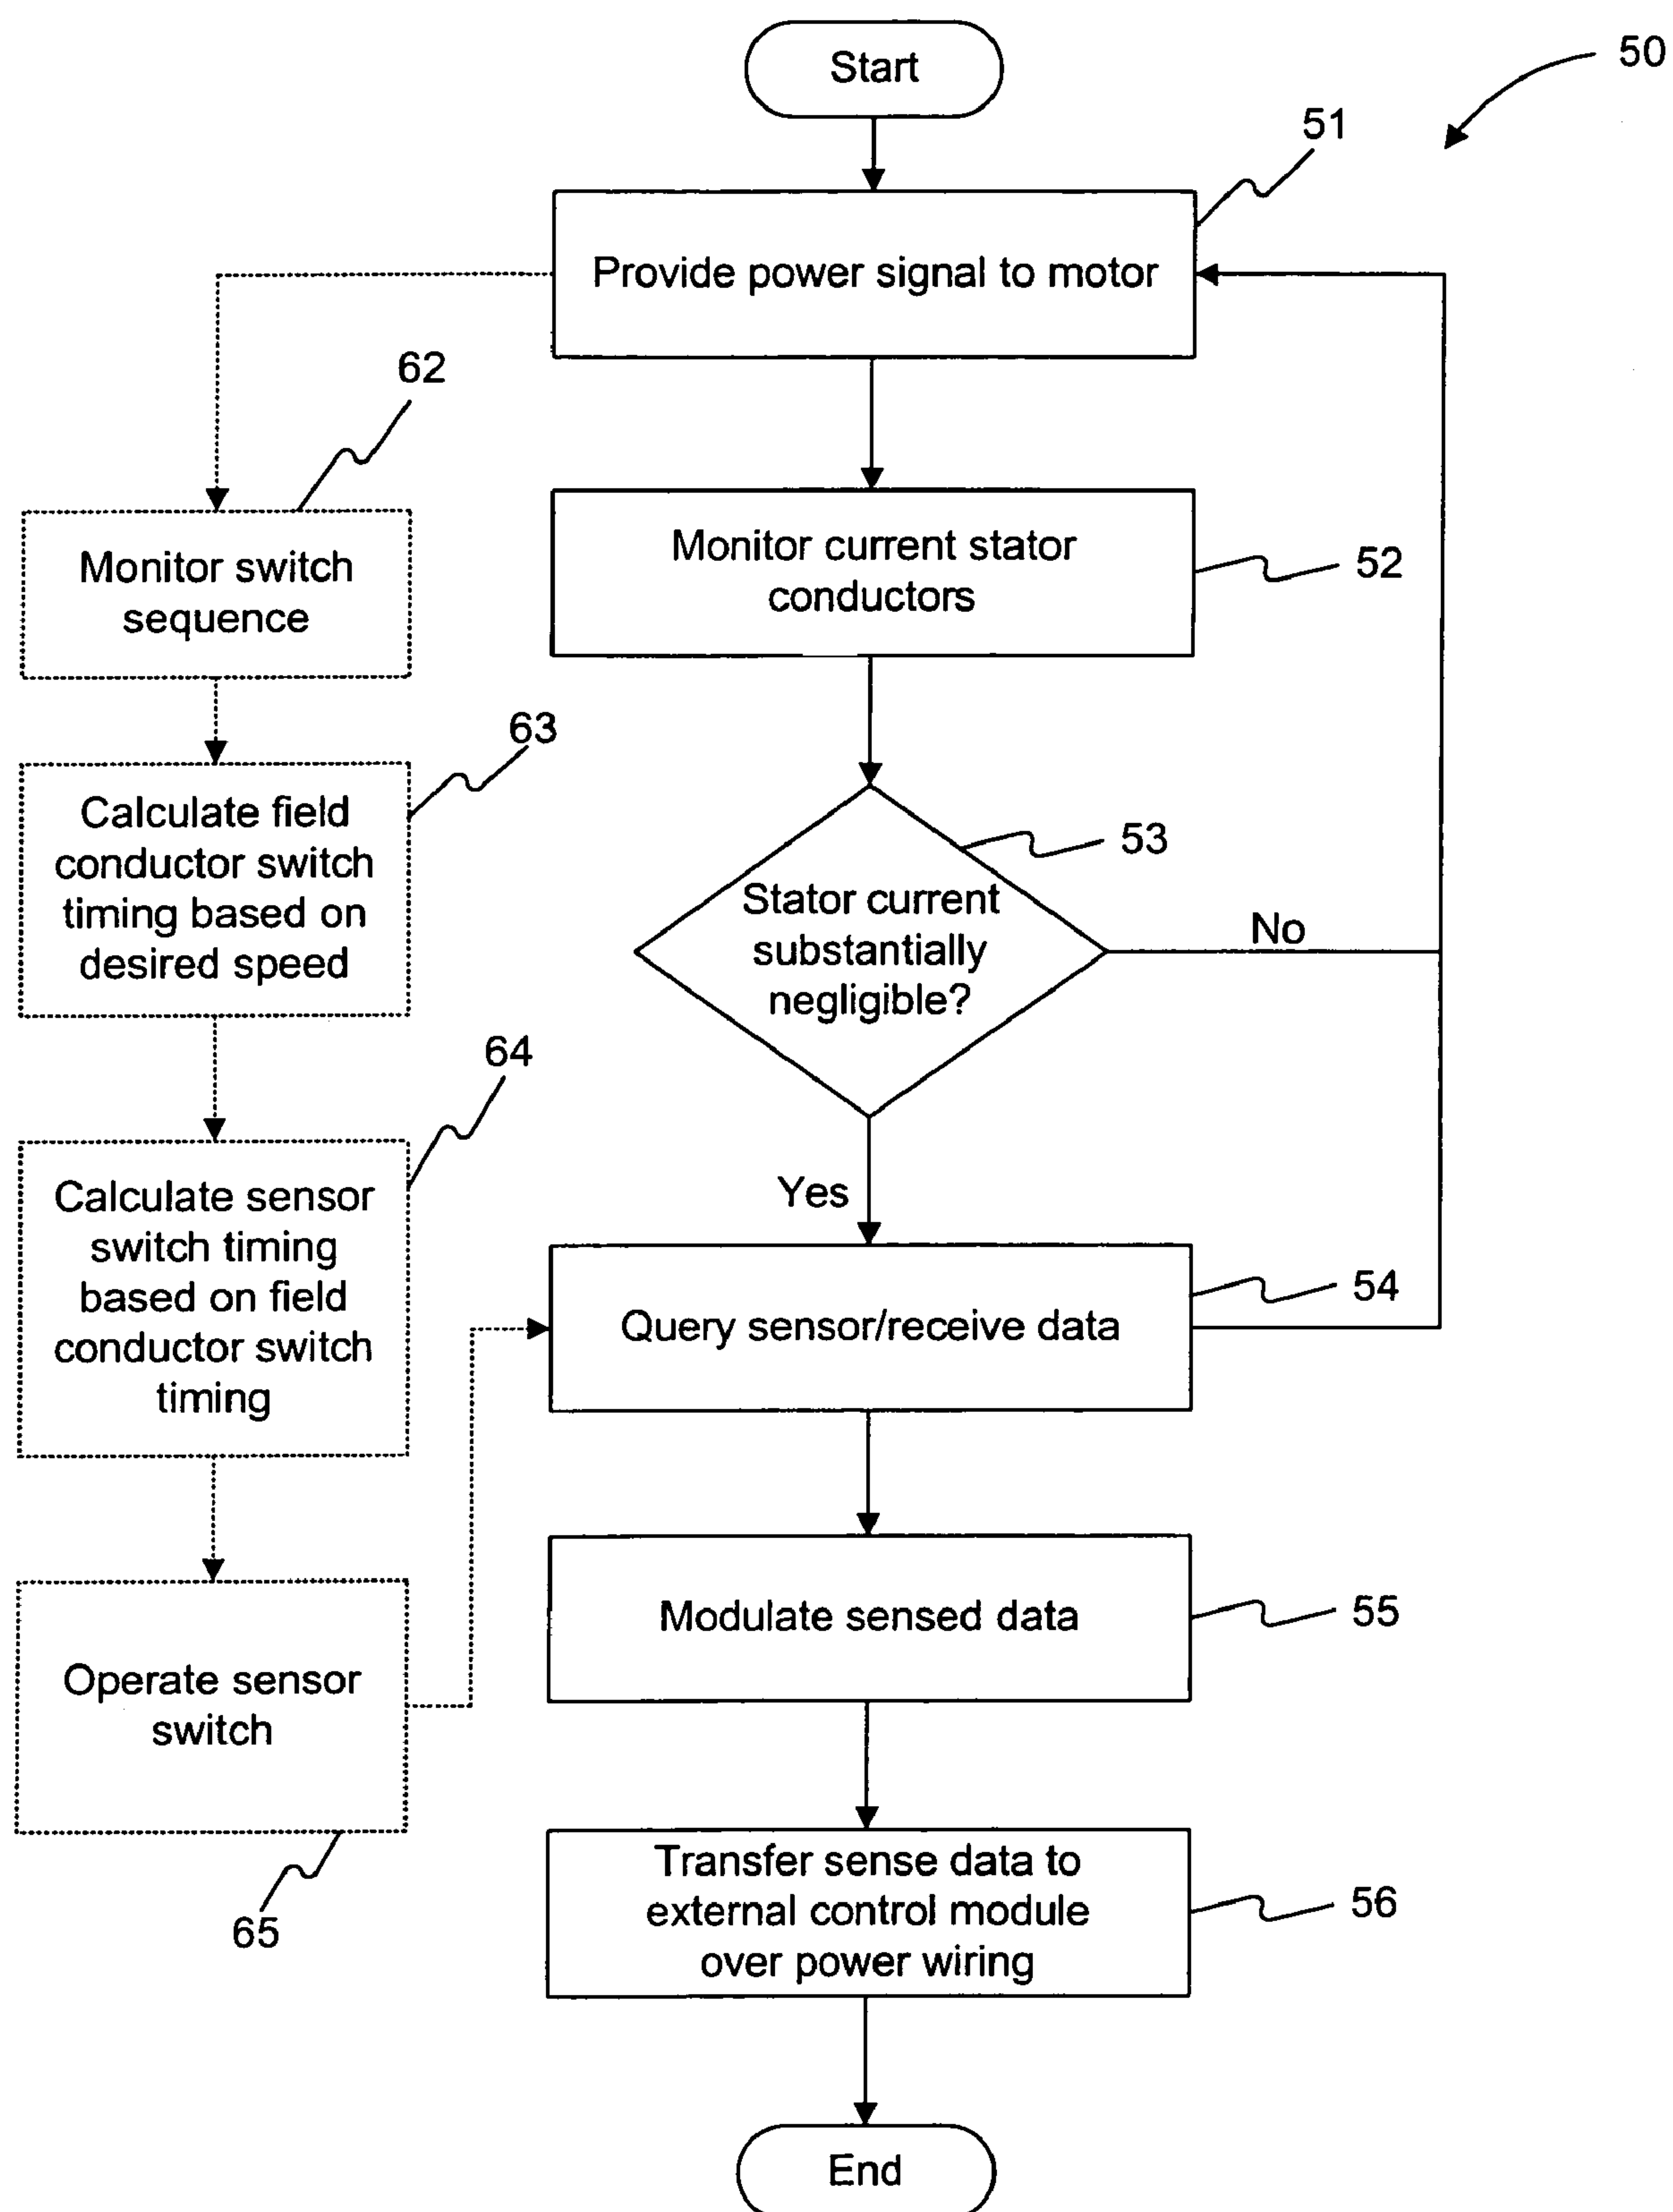 Start
50
51
Provide power signal to motor
62
Monitor current stator
conductors
52
Monitor switch
sequence
63
Calculate field
conductor switch
timing based on
desired speed
53
Stator current
substantially
negligible?
No
64
Yes
Calculate sensor
switch timing
based on field
conductor switch
timing
Query sensor/receive data
54
Modulate sensed data
55
Operate sensor
switch
65
Transfer sense data to
external control module
over power wiring
56
End